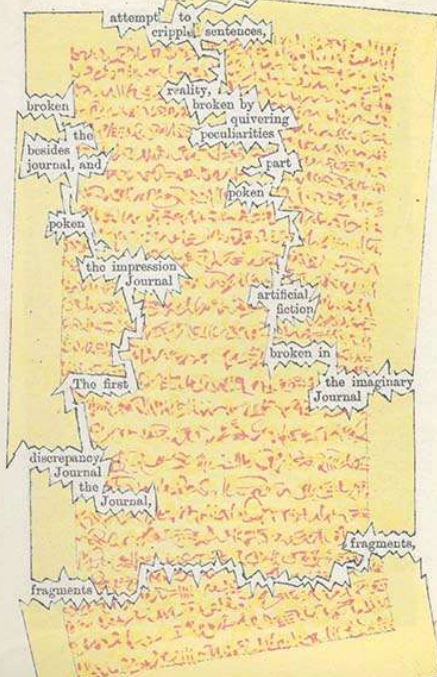 attempt to
cripple sentences,
reality,
broken by
quivering
peculiarities
part
poken
artificial
fiction
broken in
the imaginary
Journal
fragments,
broken
the
besides
journal, and
poken
the impression
Journal
The first
discrepancy
Journal
the
Journal,
fragments